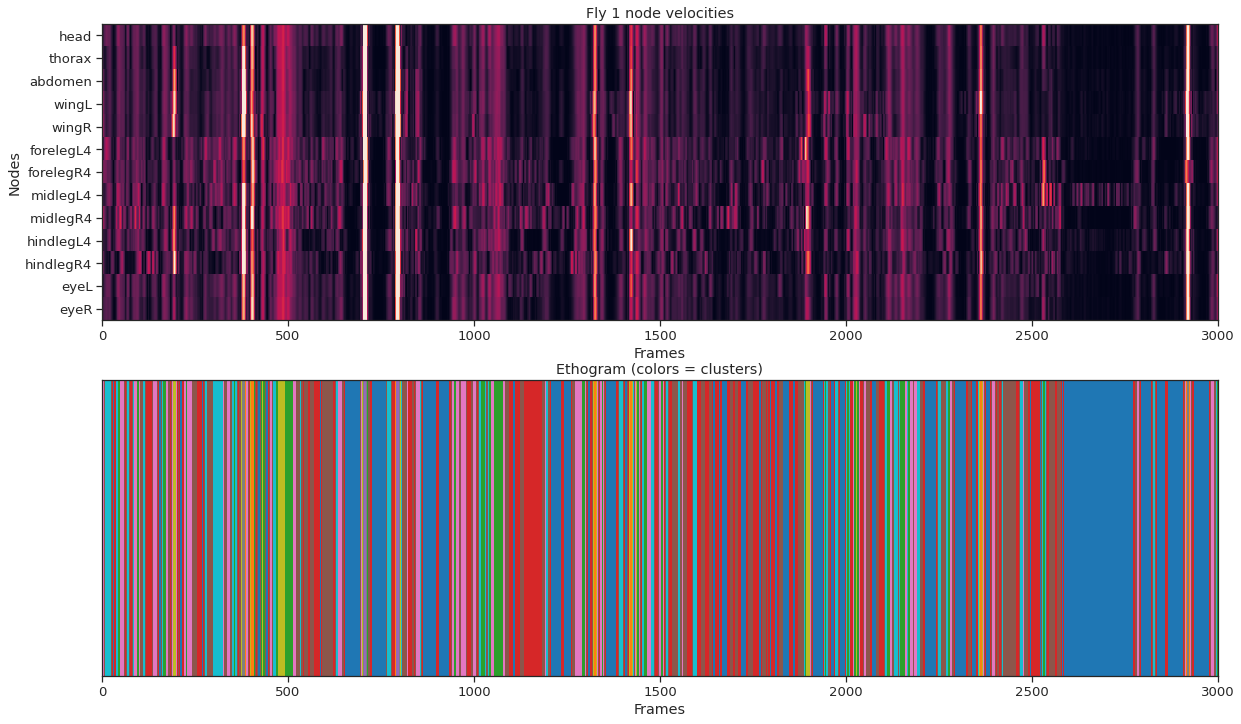 Fly 1 node velocities
Nodes
head
thorax
abdomen
wingL
wingR
forelegL4
forelegR4
midlegL4
midlegR4
hindlegL4
hindlegR4
eyeL
eyeR
0 500 1000 1500 2000 2500 3000
Frames
Ethogram (colors = clusters)
0 500 1000 1500 2000 2500 3000
Frames